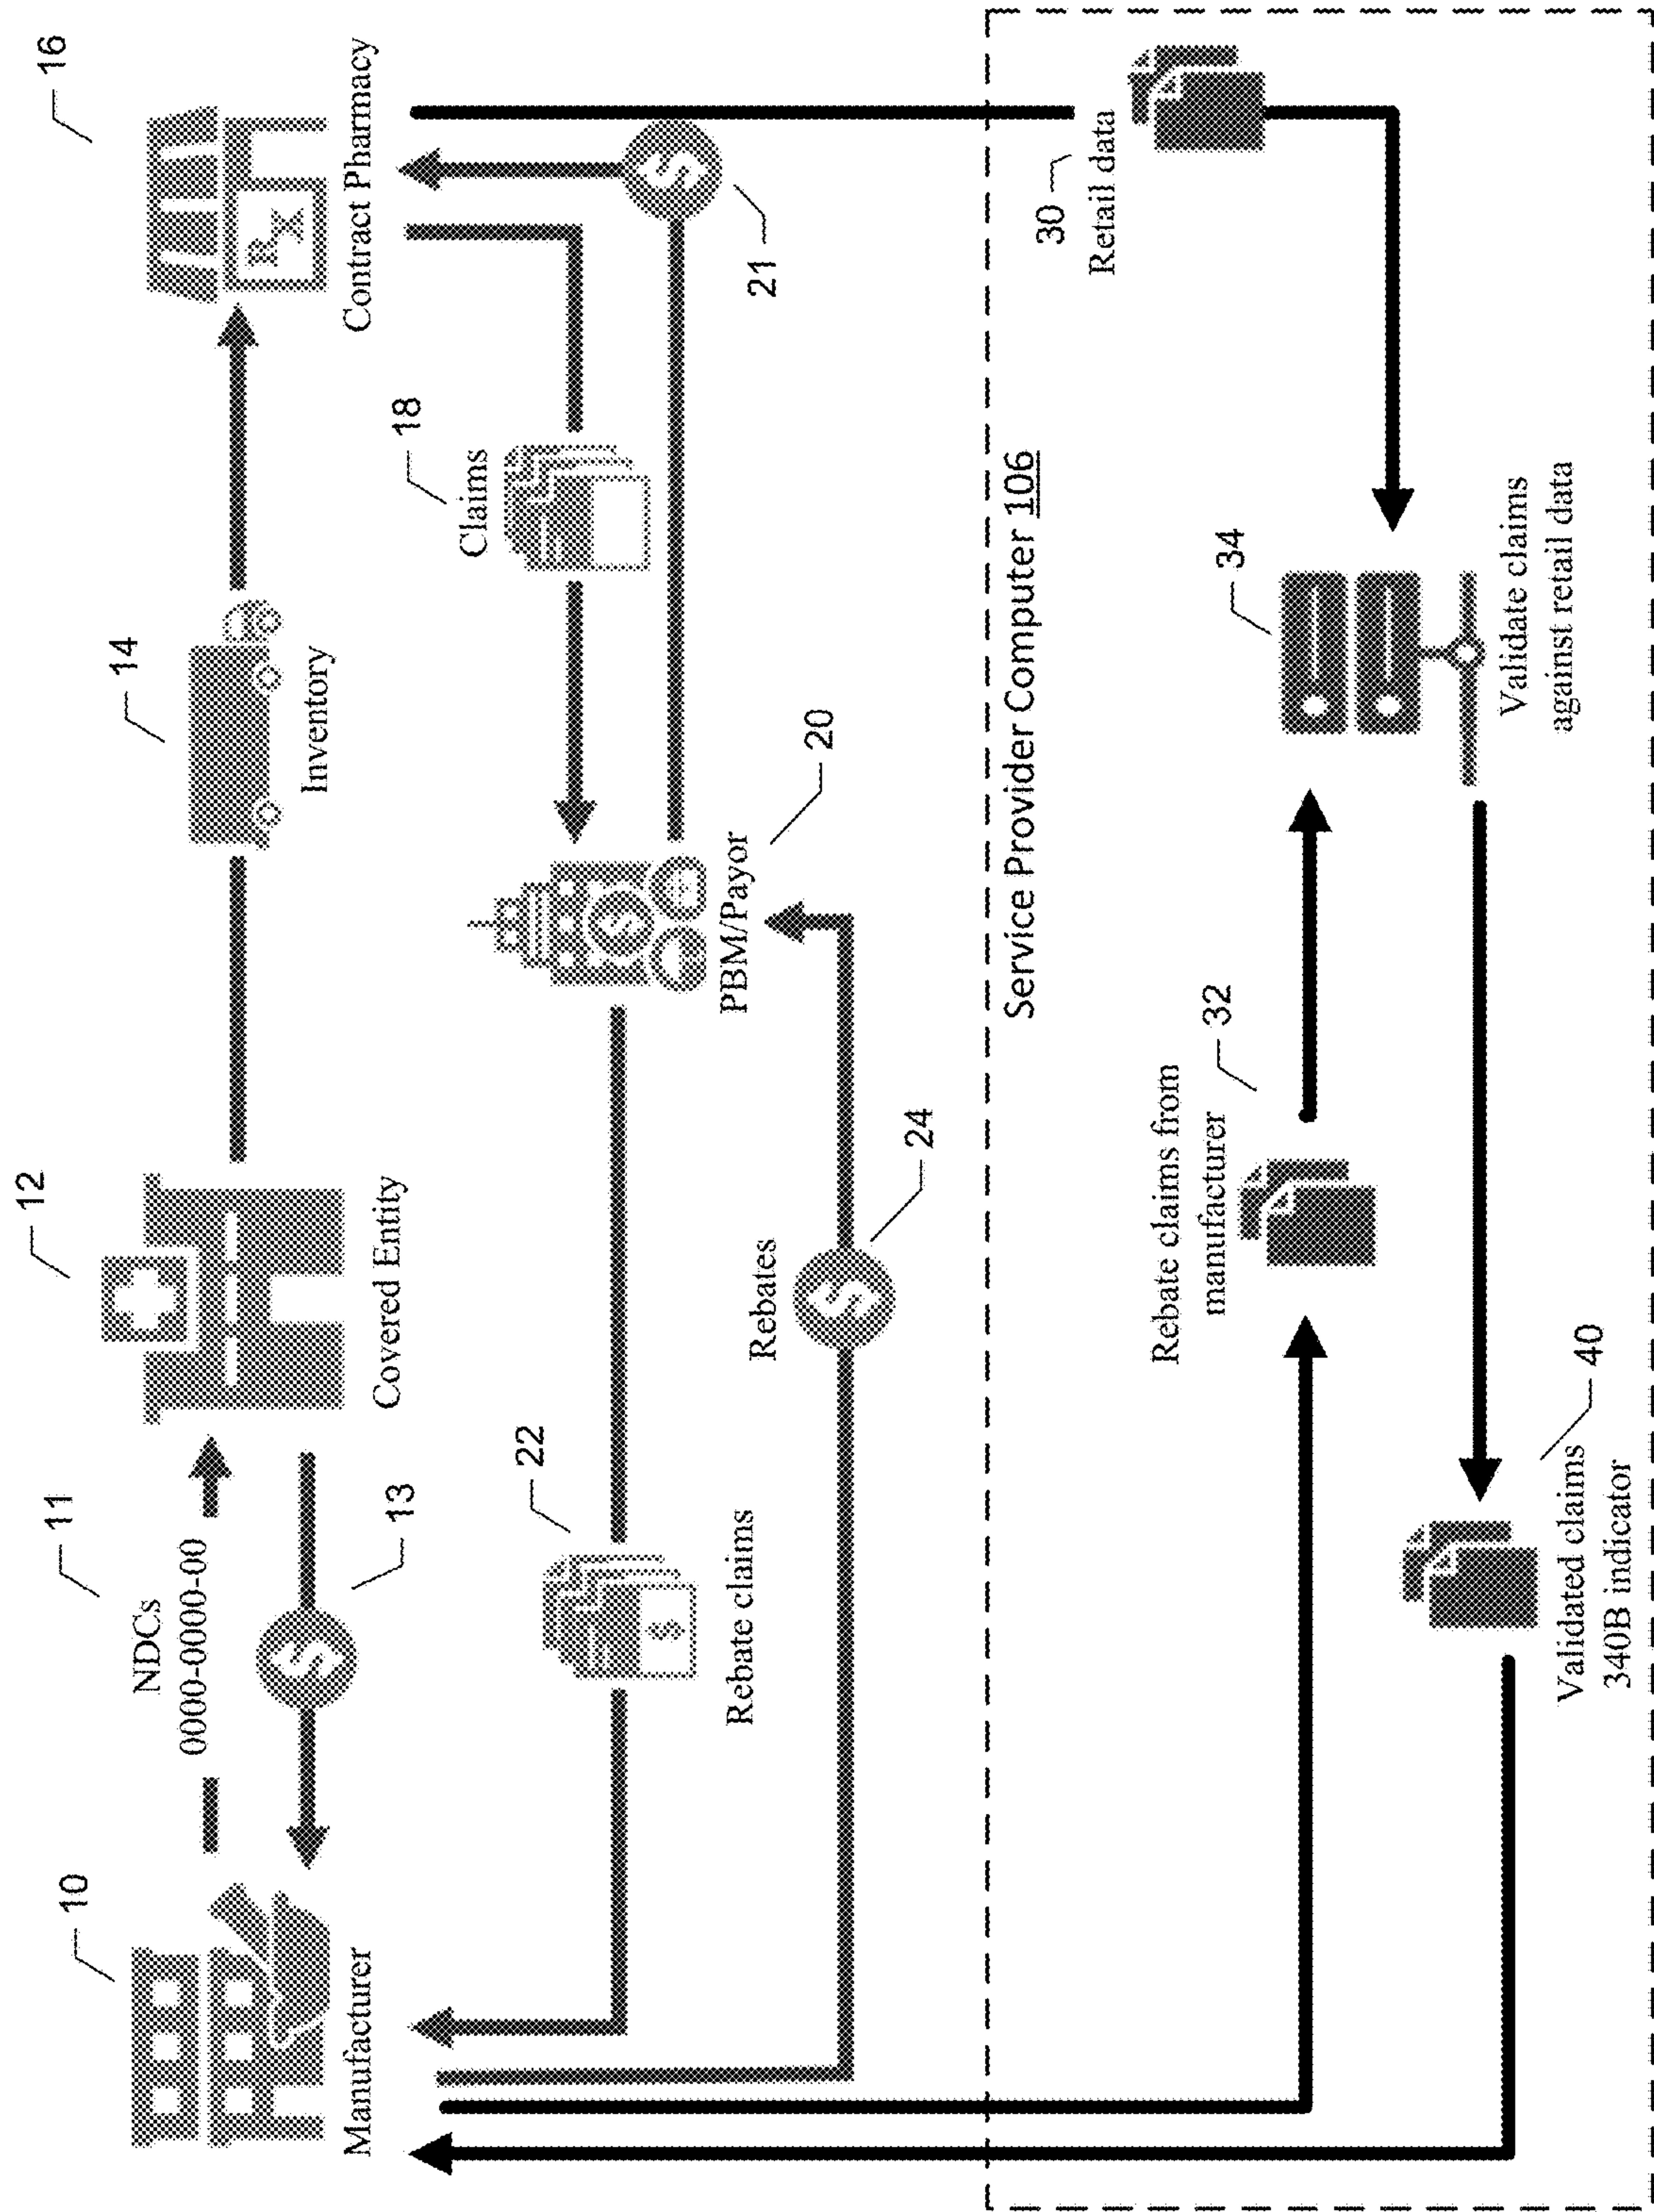 10
Manufacturer
11
NDCs
0000-0000-00
13
12
Covered Entity
14
Inventory
16
Contract Pharmacy
18
Claims
20
PBM/Payor
21
22
Rebate claims
Rebates
24
$
$
$
$
$
Rx
Service Provider Computer 106
30
Retail data
Rebate claims from
manufacturer
32
34
Validate claims
against retail data
40
Validated claims
340B indicator